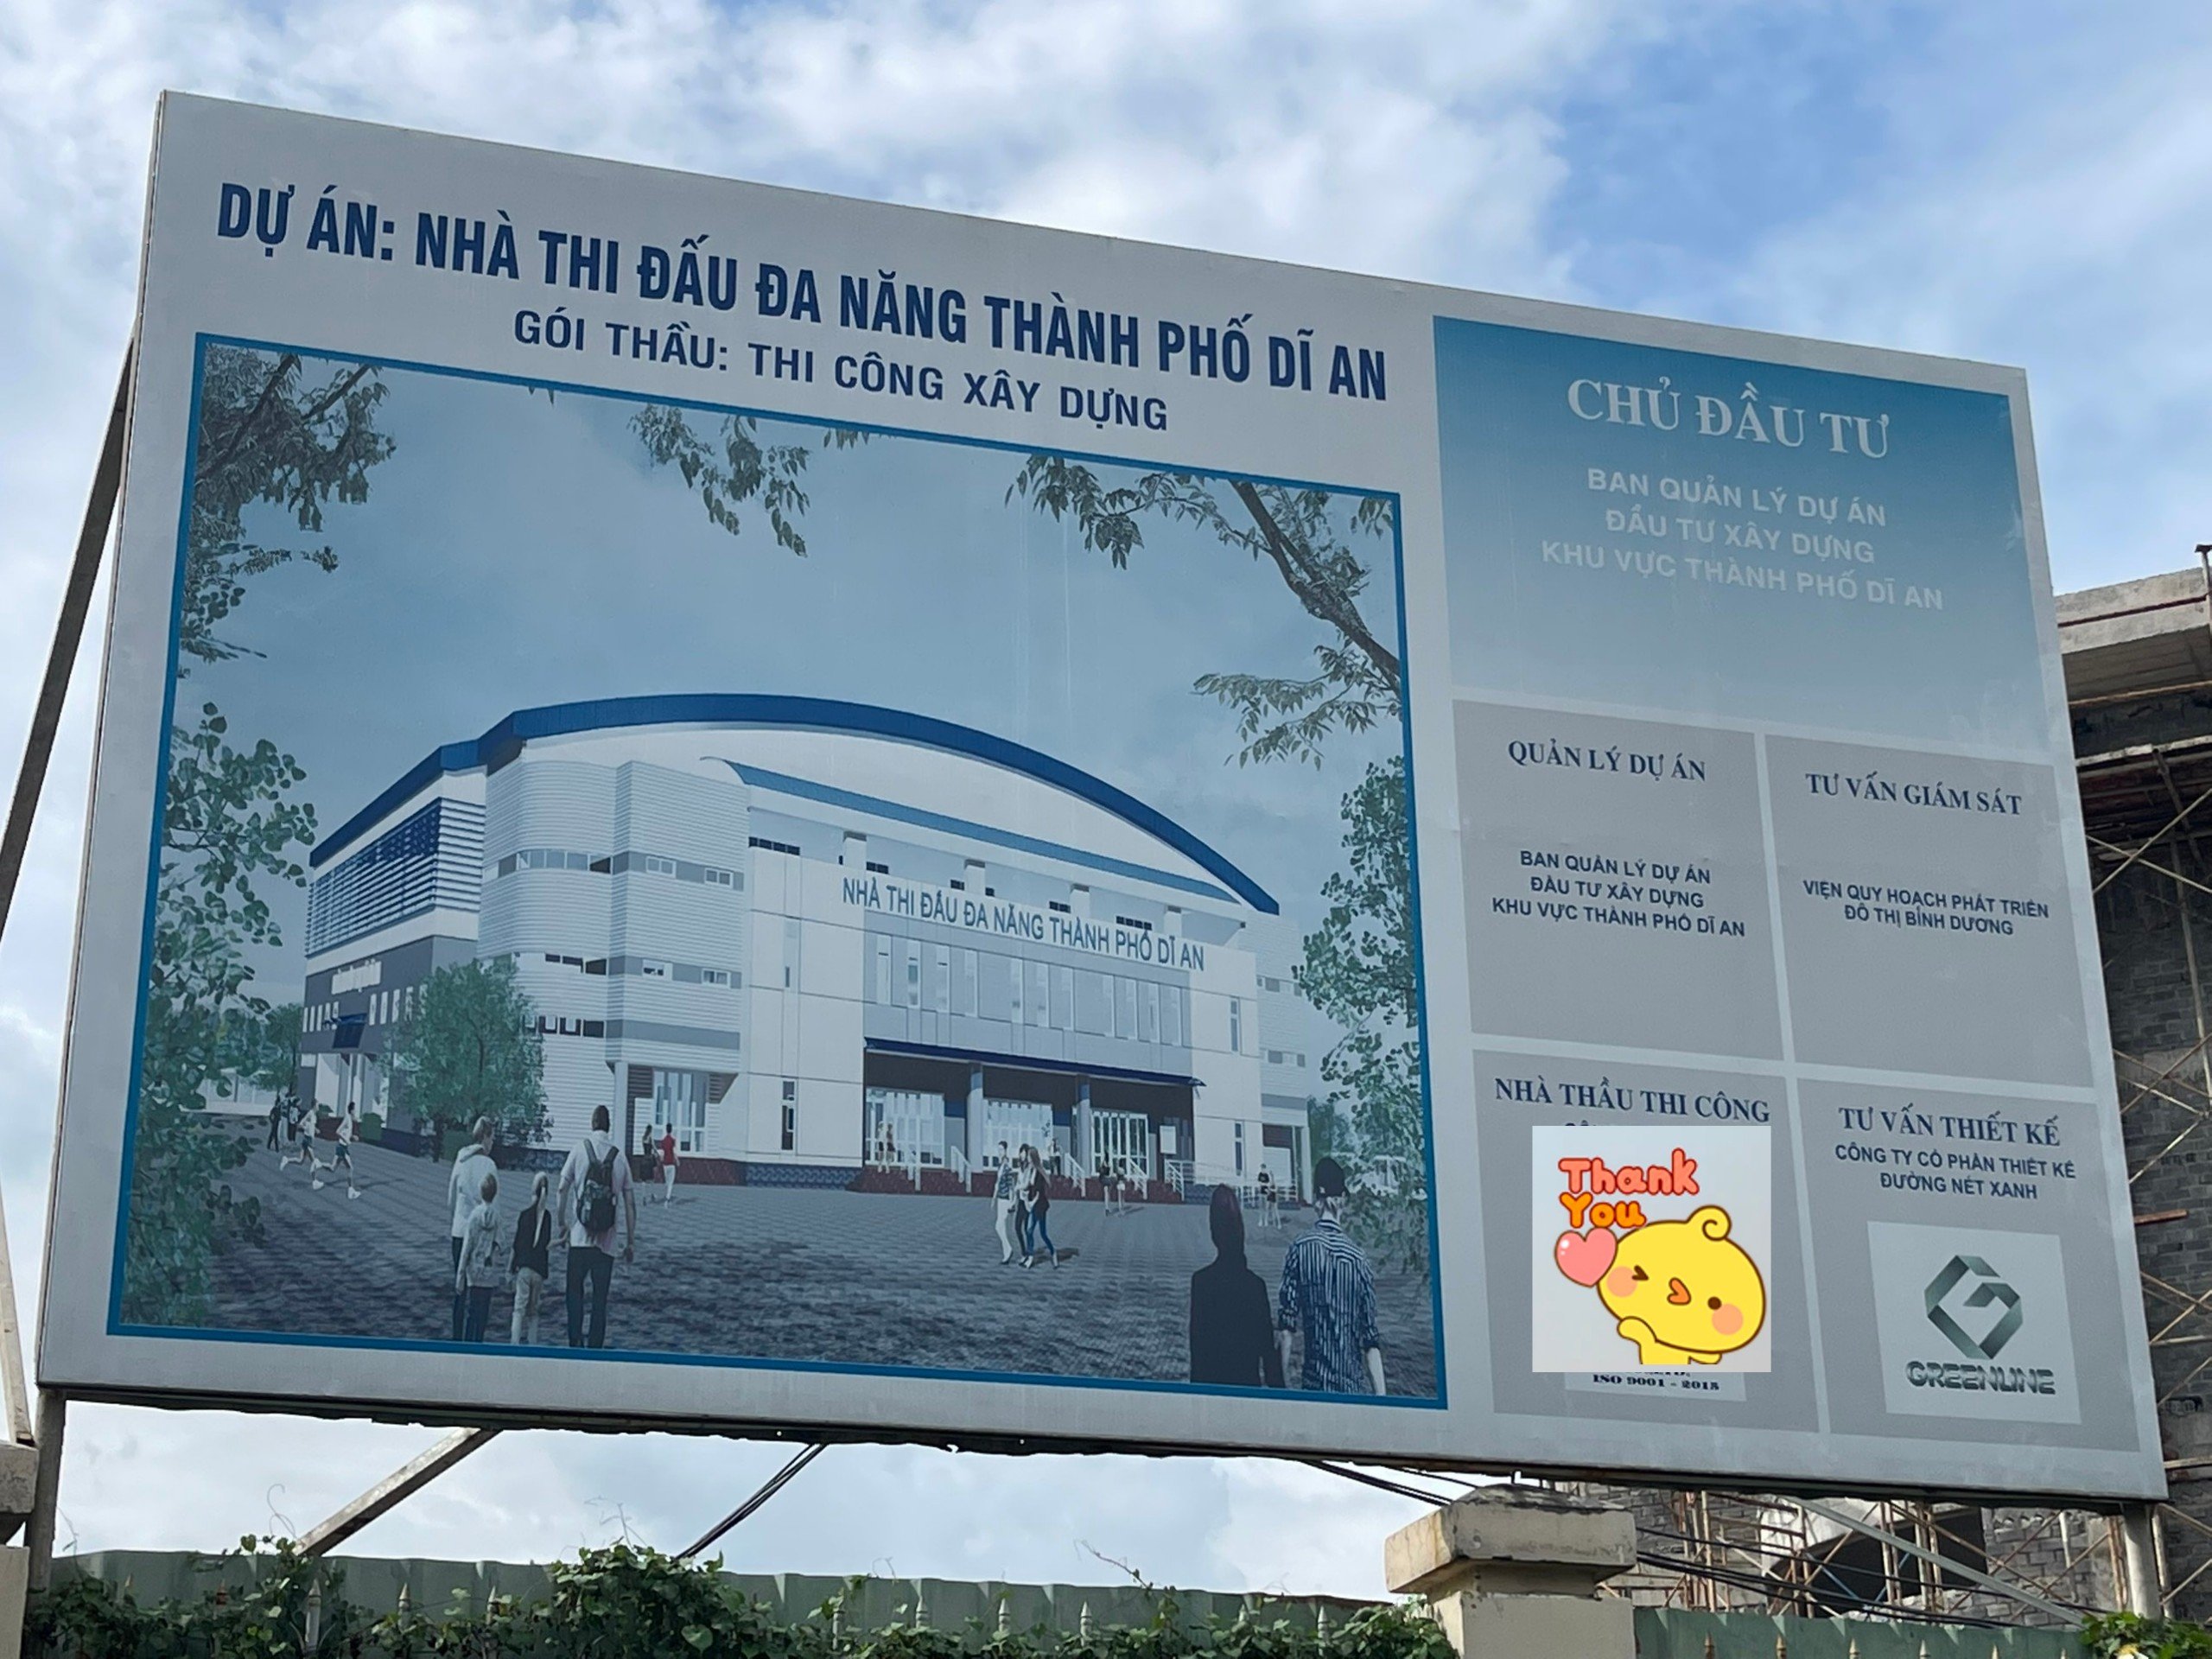 DỰ ÁN: NHÀ THI ĐẤU ĐA NĂNG THÀNH PHỐ DĨ AN
GÓI THẦU: THI CÔNG XÂY DỰNG
NHÀ THI ĐẤU ĐA NĂNG THÀNH PHỐ DĨ AN
CHỦ ĐẦU TƯ
BAN QUẢN LÝ DỰ ÁN
ĐẦU TƯ XÂY DỰNG
KHU VỰC THÀNH PHỐ DĨ AN
QUẢN LÝ DỰ ÁN
BAN QUẢN LÝ DỰ ÁN
ĐẦU TƯ XÂY DỰNG
KHU VỰC THÀNH PHỐ DĨ AN
TƯ VẤN GIÁM SÁT
VIỆN QUY HOẠCH PHÁT TRIỂN
ĐÔ THỊ BÌNH DƯƠNG
NHÀ THẦU THI CÔNG
Thank
You
ISO 9001 - 2015
TƯ VẤN THIẾT KẾ
CÔNG TY CỔ PHẦN THIẾT KẾ
ĐƯỜNG NÉT XANH
GREENLINE